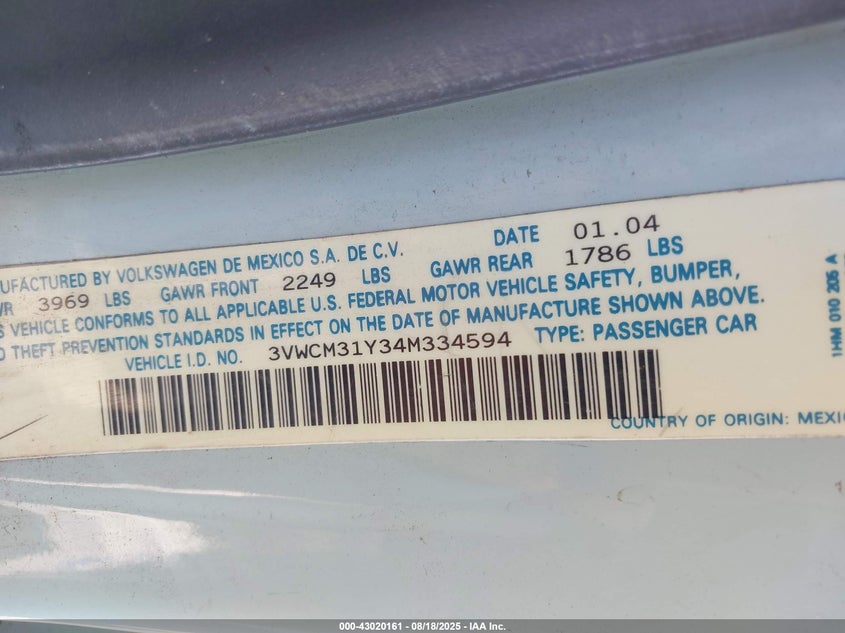 UFACTURED BY VOLKSWAGEN DE MEXICO S.A. DE C.V. DATE 01.04
WR 3969 LBS GAWR FRONT 2249 LBS GAWR REAR 1786 LBS
S VEHICLE CONFORMS TO ALL APPLICABLE U.S. FEDERAL MOTOR VEHICLE SAFETY, BUMPER,
D THEFT PREVENTION STANDARDS IN EFFECT ON THE DATE OF MANUFACTURE SHOWN ABOVE.
VEHICLE I.D. NO. 3VWCM31Y34M334594 TYPE: PASSENGER CAR
COUNTRY OF ORIGIN: MEXIC
1HM 010 205 A
000-43020161 - 08/18/2025 - IAA Inc.